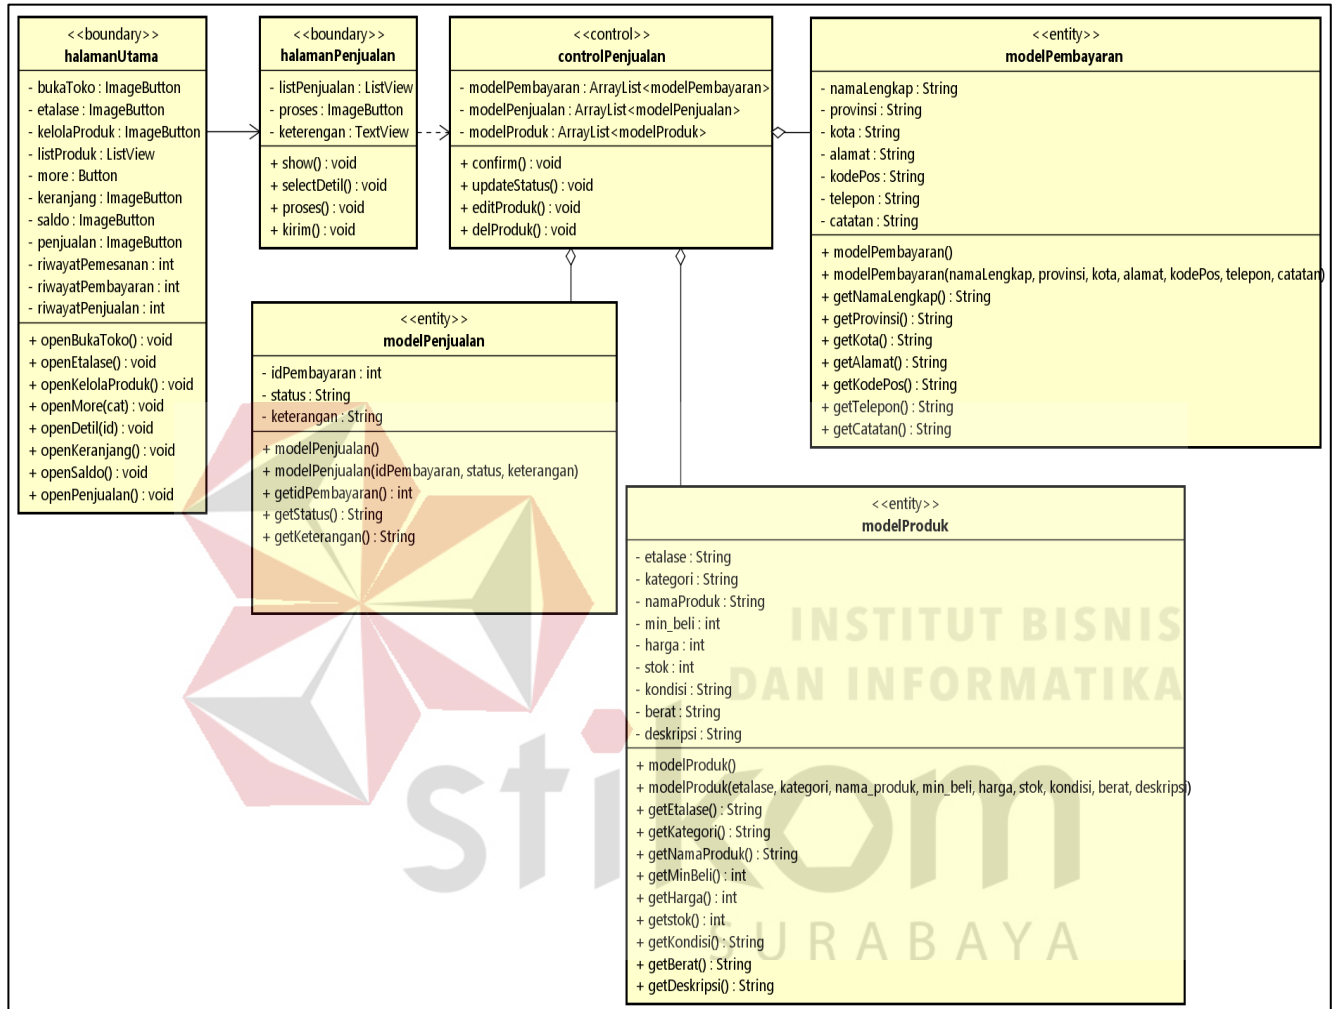 <<boundary>>
halamanUtama
- bukaToko : ImageButton
- etalase : ImageButton
- kelolaProduk : ImageButton
- listProduk : ListView
- more : Button
- keranjang : ImageButton
- saldo : ImageButton
- penjualan : ImageButton
- riwayatPemesanan : int
- riwayatPembayaran : int
- riwayatPenjualan : int
+ openBukaToko() : void
+ openEtalase() : void
+ openKelolaProduk() : void
+ openMore(cat) : void
+ openDetil(id) : void
+ openKeranjang() : void
+ openSaldo() : void
+ openPenjualan() : void
<<boundary>>
halamanPenjualan
- listPenjualan : ListView
- proses : ImageButton
- keterengan : TextView
+ show() : void
+ selectDetil() : void
+ proses() : void
+ kirim() : void
<<control>>
controlPenjualan
- modelPembayaran : ArrayList<modelPembayaran>
- modelPenjualan : ArrayList<modelPenjualan>
- modelProduk : ArrayList<modelProduk>
+ confirm() : void
+ updateStatus() : void
+ editProduk() : void
+ delProduk() : void
<<entity>>
modelPembayaran
- namaLengkap : String
- provinsi : String
- kota : String
- alamat : String
- kodePos : String
- telepon : String
- catatan : String
+ modelPembayaran()
+ modelPembayaran(namaLengkap, provinsi, kota, alamat, kodePos, telepon, catatan)
+ getNamaLengkap() : String
+ getProvinsi() : String
+ getKota() : String
+ getAlamat() : String
+ getKodePos() : String
+ getTelepon() : String
+ getCatatan() : String
<<entity>>
modelPenjualan
- idPembayaran : int
- status : String
- keterangan : String
+ modelPenjualan()
+ modelPenjualan(idPembayaran, status, keterangan)
+ getidPembayaran() : int
+ getStatus() : String
+ getKeterangan() : String
<<entity>>
modelProduk
- etalase : String
- kategori : String
- namaProduk : String
- min_beli : int
- harga : int
- stok : int
- kondisi : String
- berat : String
- deskripsi : String
+ modelProduk()
+ modelProduk(etalase, kategori, nama_produk, min_beli, harga, stok, kondisi, berat, deskripsi)
+ getEtalase() : String
+ getKategori() : String
+ getNamaProduk() : String
+ getMinBeli() : int
+ getHarga() : int
+ getstok() : int
+ getKondisi() : String
+ getBerat() : String
+ getDeskripsi() : String
INSTITUT BISNIS
DAN INFORMATIKA
stikom
SURABAYA